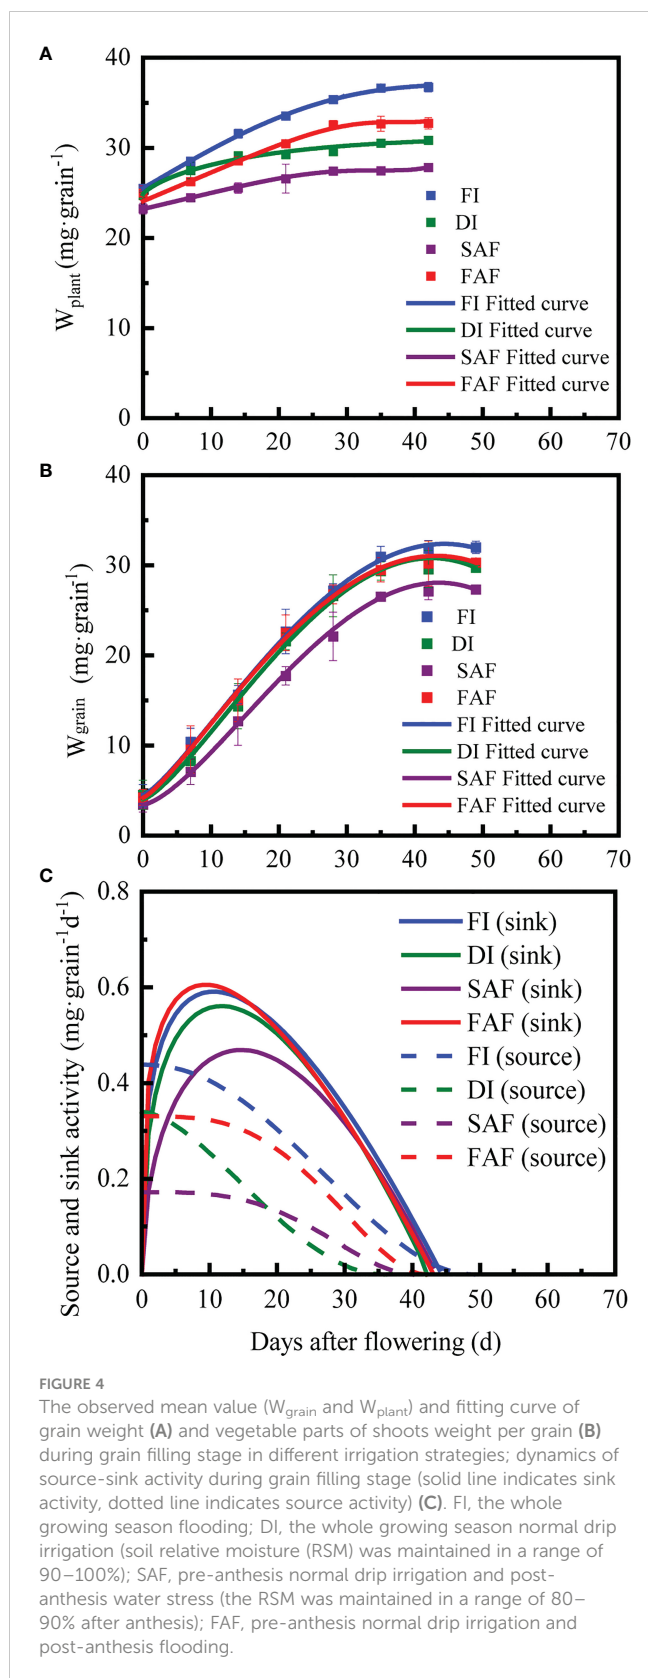 A
W_plant (mg·grain⁻¹)
40
30
20
10
0
FI
DI
SAF
FAF
FI Fitted curve
DI Fitted curve
SAF Fitted curve
FAF Fitted curve
0 10 20 30 40 50 60 70
B
W_grain (mg·grain⁻¹)
40
30
20
10
0
FI
DI
SAF
FAF
FI Fitted curve
DI Fitted curve
SAF Fitted curve
FAF Fitted curve
0 10 20 30 40 50 60 70
C
Source and sink activity (mg·grain⁻¹d⁻¹)
0.8
0.6
0.4
0.2
0.0
FI (sink)
DI (sink)
SAF (sink)
FAF (sink)
FI (source)
DI (source)
SAF (source)
FAF (source)
0 10 20 30 40 50 60 70
Days after flowering (d)
FIGURE 4
The observed mean value (W_grain and W_plant) and fitting curve of
grain weight (A) and vegetable parts of shoots weight per grain (B)
during grain filling stage in different irrigation strategies; dynamics of
source-sink activity during grain filling stage (solid line indicates sink
activity, dotted line indicates source activity) (C). FI, the whole
growing season flooding; DI, the whole growing season normal drip
irrigation (soil relative moisture (RSM) was maintained in a range of
90–100%); SAF, pre-anthesis normal drip irrigation and post-
anthesis water stress (the RSM was maintained in a range of 80–
90% after anthesis); FAF, pre-anthesis normal drip irrigation and
post-anthesis flooding.